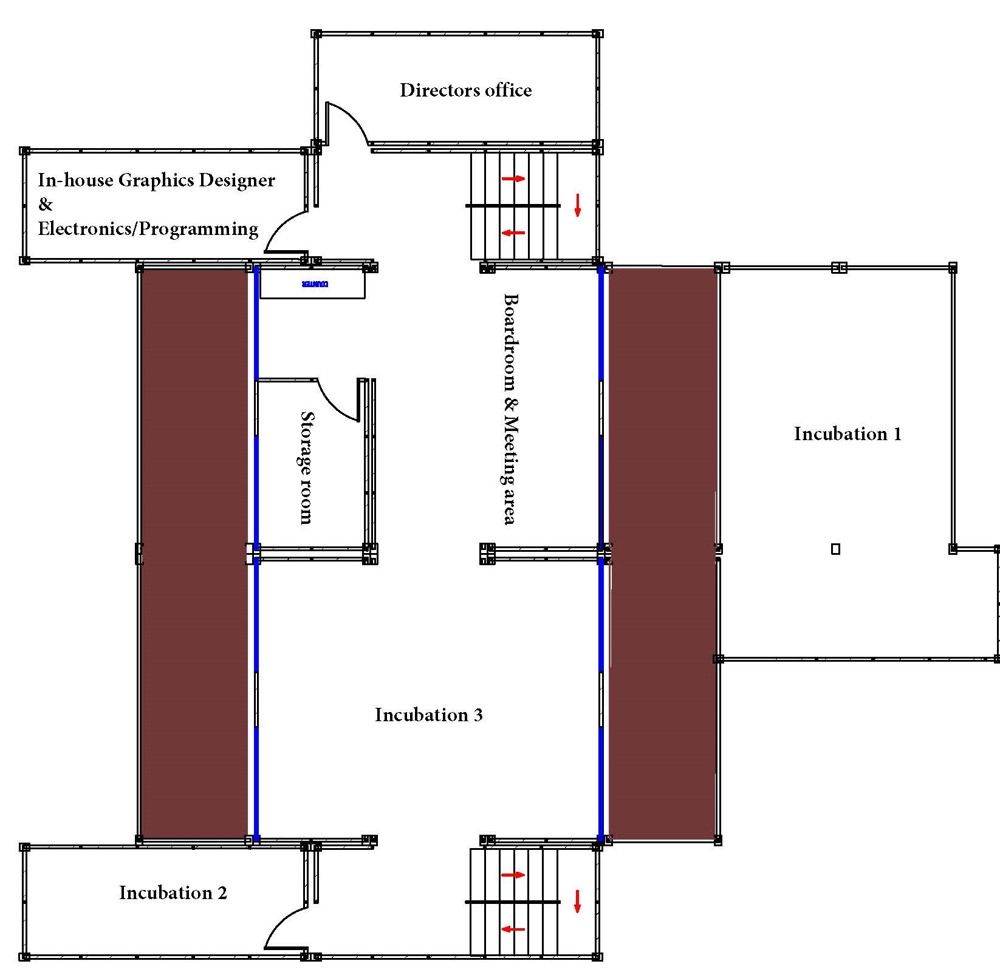 Directors office
In-house Graphics Designer
&
Electronics/Programming
COUNTER
Boardroom & Meeting area
Storage room
Incubation 1
Incubation 3
Incubation 2